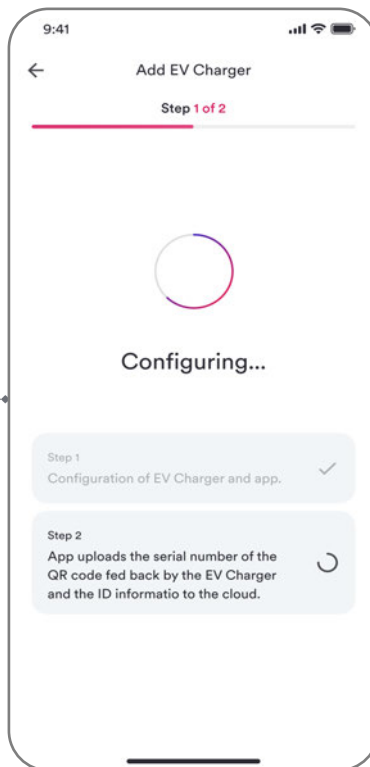 9:41
Add EV Charger
Step 1 of 2
Configuring...
Step 1
Configuration of EV Charger and app.
Step 2
App uploads the serial number of the
QR code fed back by the EV Charger
and the ID informatio to the cloud.